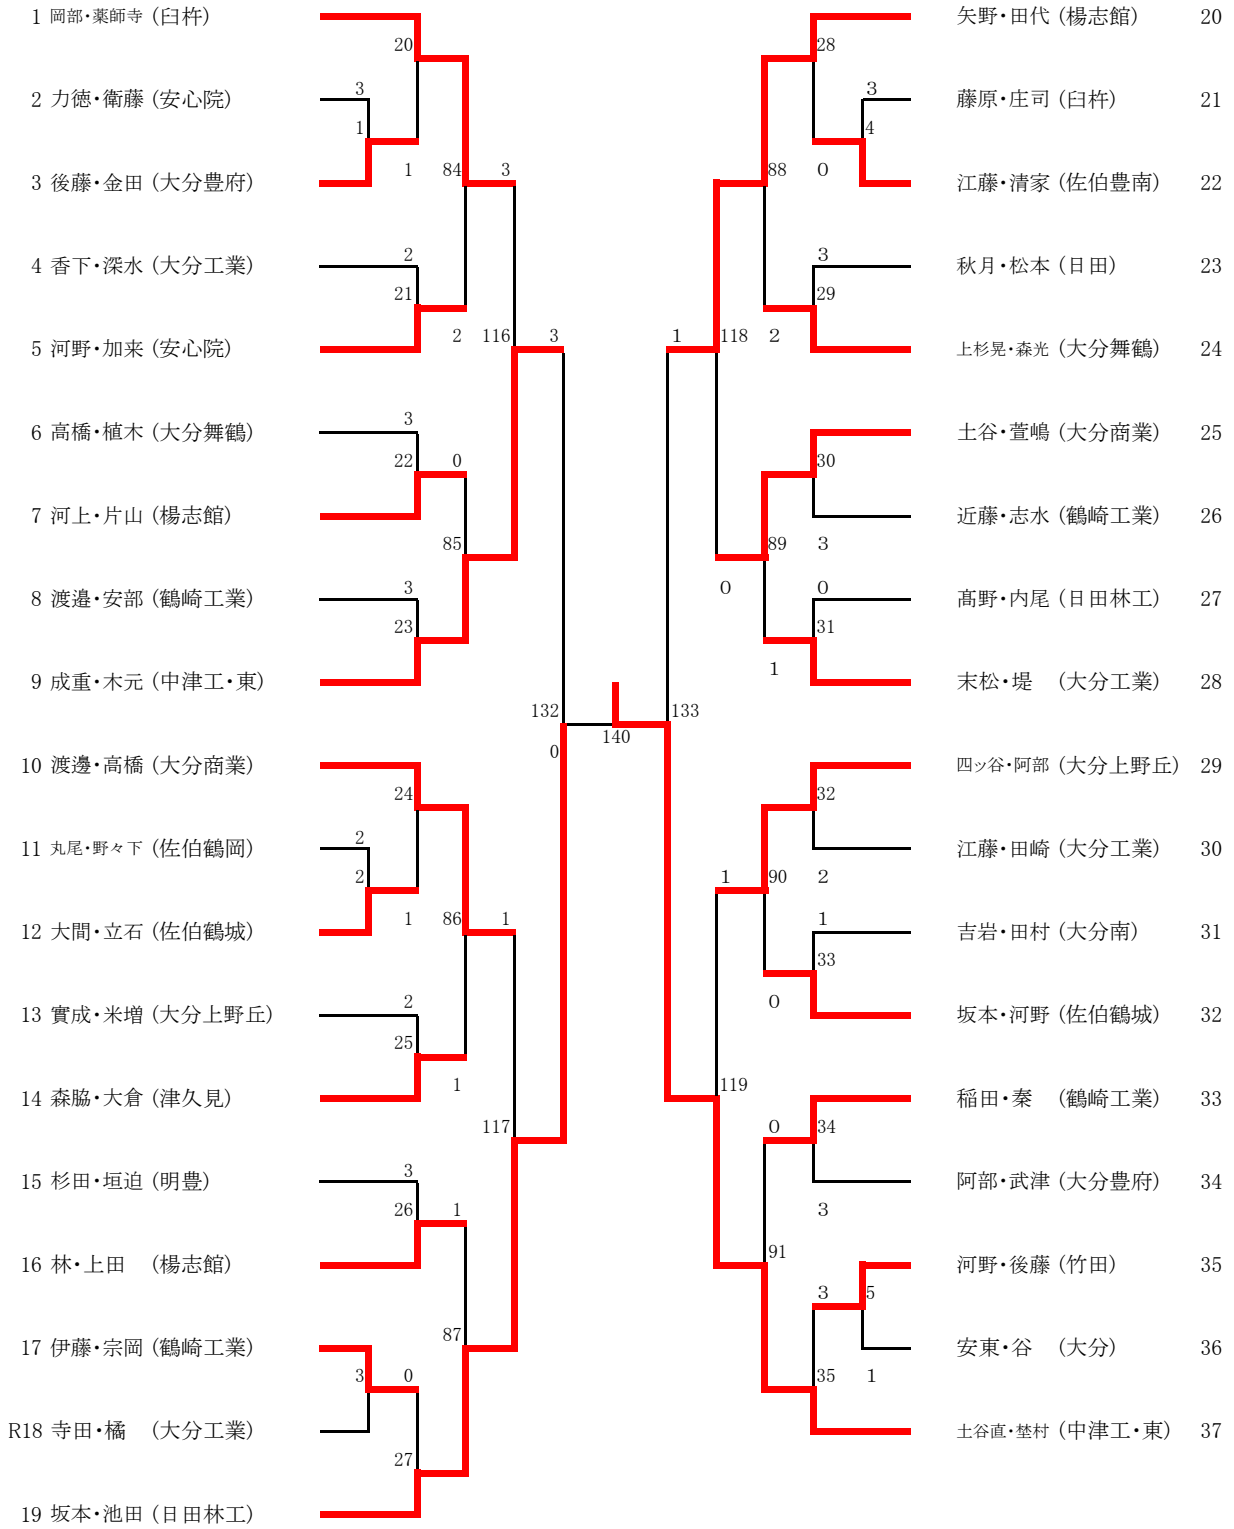 1 岡部・薬師寺 (臼杵)
20
3
2 力徳・衛藤 (安心院)
1
3 後藤・金田 (大分豊府)
1
84
3
4 香下・深水 (大分工業)
2
21
5 河野・加来 (安心院)
2
116
3
6 高橋・植木 (大分舞鶴)
3
22
0
7 河上・片山 (楊志館)
85
8 渡邉・安部 (鶴崎工業)
3
23
9 成重・木元 (中津工・東)
132
0
140
10 渡邊・高橋 (大分商業)
24
11 丸尾・野々下 (佐伯鶴岡)
2
2
12 大間・立石 (佐伯鶴城)
1
86
1
13 實成・米増 (大分上野丘)
2
25
14 森脇・大倉 (津久見)
1
117
15 杉田・垣迫 (明豊)
3
26
1
16 林・上田 (楊志館)
87
17 伊藤・宗岡 (鶴崎工業)
3
0
R18 寺田・橘 (大分工業)
27
19 坂本・池田 (日田林工)
矢野・田代 (楊志館) 20
28
3
藤原・庄司 (臼杵) 21
4
88
0
江藤・清家 (佐伯豊南) 22
3
秋月・松本 (日田) 23
29
1
118
2
上杉晃・森光 (大分舞鶴) 24
土谷・萱嶋 (大分商業) 25
30
近藤・志水 (鶴崎工業) 26
89
3
0
0
髙野・内尾 (日田林工) 27
31
1
末松・堤 (大分工業) 28
133
四ッ谷・阿部 (大分上野丘) 29
32
江藤・田崎 (大分工業) 30
1
90
2
1
吉岩・田村 (大分南) 31
33
0
坂本・河野 (佐伯鶴城) 32
119
稲田・秦 (鶴崎工業) 33
0
34
阿部・武津 (大分豊府) 34
3
91
河野・後藤 (竹田) 35
3
5
安東・谷 (大分) 36
35
1
土谷直・埜村 (中津工・東) 37